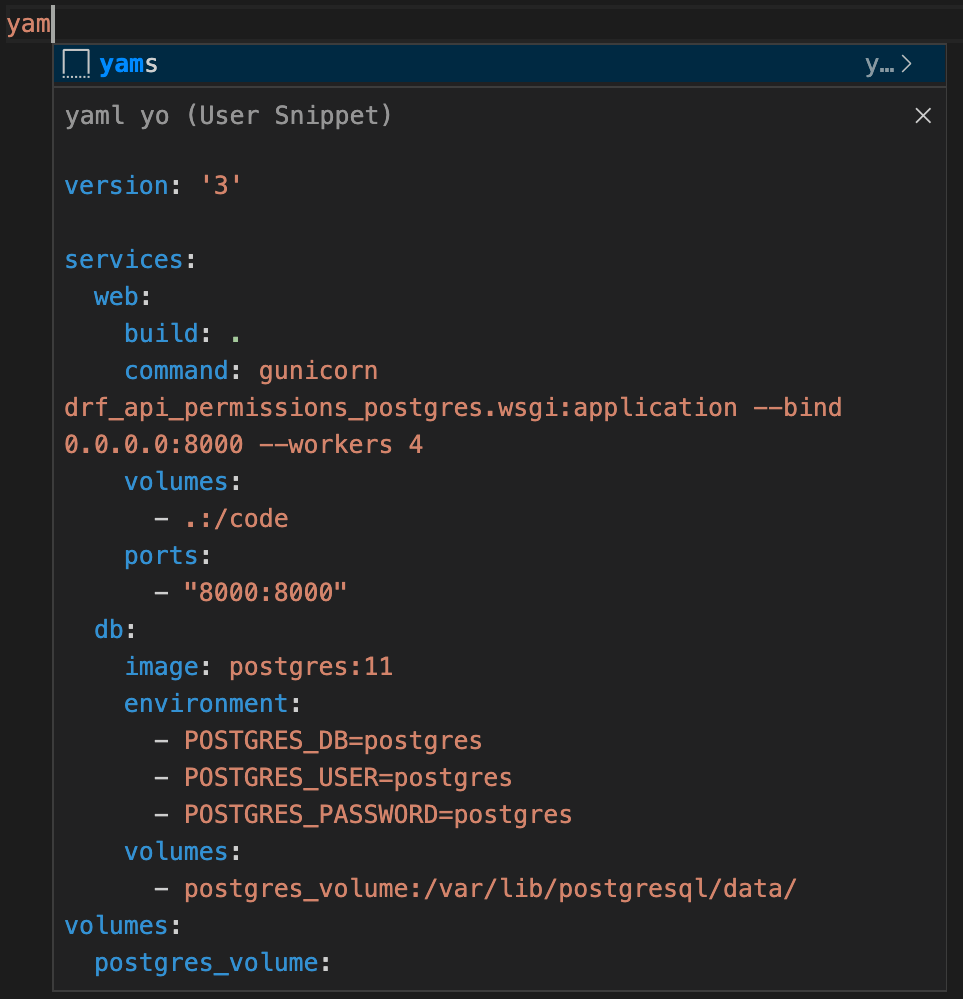 yam
yams y…
yaml yo (User Snippet)
version: '3'
services:
  web:
    build: .
    command: gunicorn
drf_api_permissions_postgres.wsgi:application --bind
0.0.0.0:8000 --workers 4
    volumes:
      - .:/code
    ports:
      - "8000:8000"
  db:
    image: postgres:11
    environment:
      - POSTGRES_DB=postgres
      - POSTGRES_USER=postgres
      - POSTGRES_PASSWORD=postgres
    volumes:
      - postgres_volume:/var/lib/postgresql/data/
volumes:
  postgres_volume: